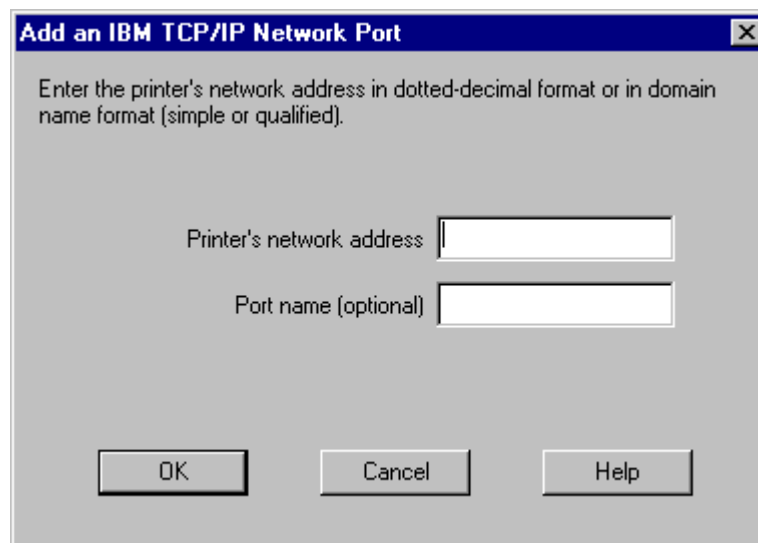 Add an IBM TCP/IP Network Port
Enter the printer's network address in dotted-decimal format or in domain
name format (simple or qualified).
Printer's network address
Port name (optional)
OK Cancel Help